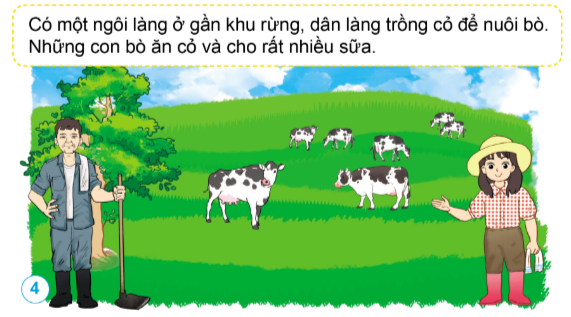 Có một ngôi làng ở gần khu rừng, dân làng trồng cỏ để nuôi bò.
Những con bò ăn cỏ và cho rất nhiều sữa.
4